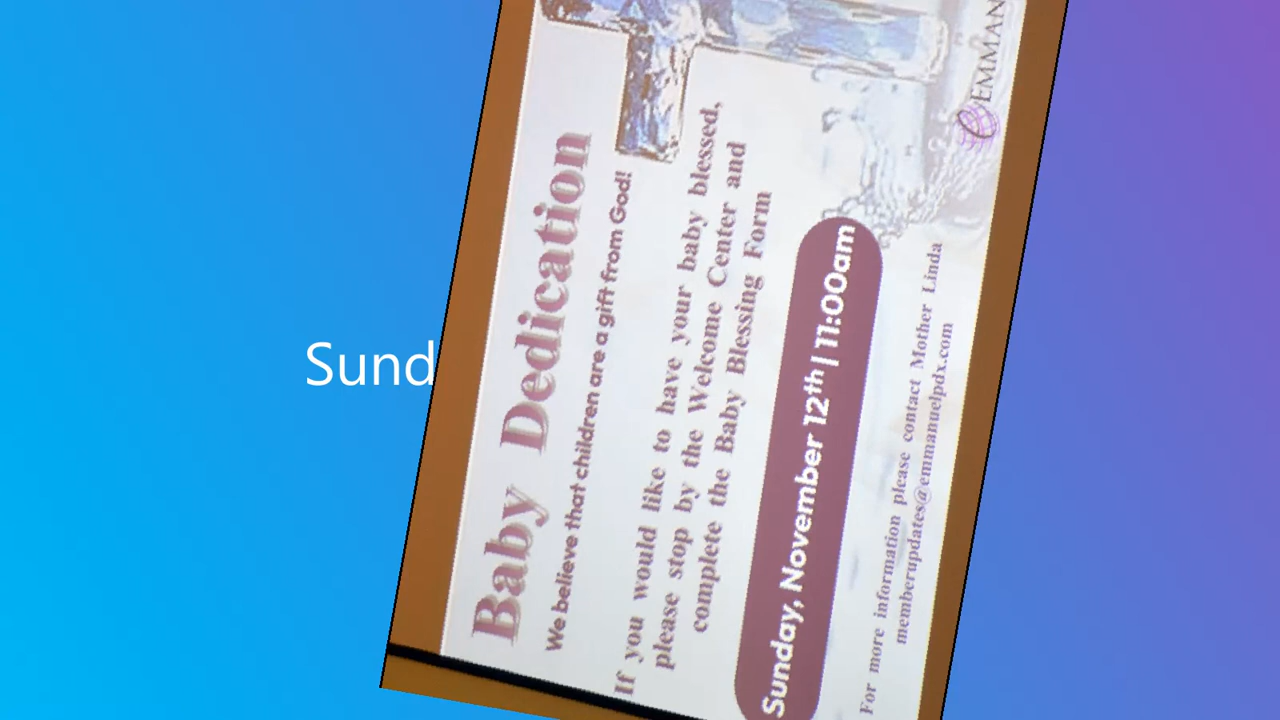 Sund
Baby Dedication
We believe that children are a gift from God!
If you would like to have your baby blessed,
please stop by the Welcome Center and
complete the Baby Blessing Form
Sunday, November 12th | 11:00am
For more information please contact Mother Linda
memberupdates@emmanuelpdx.com
EMMAN